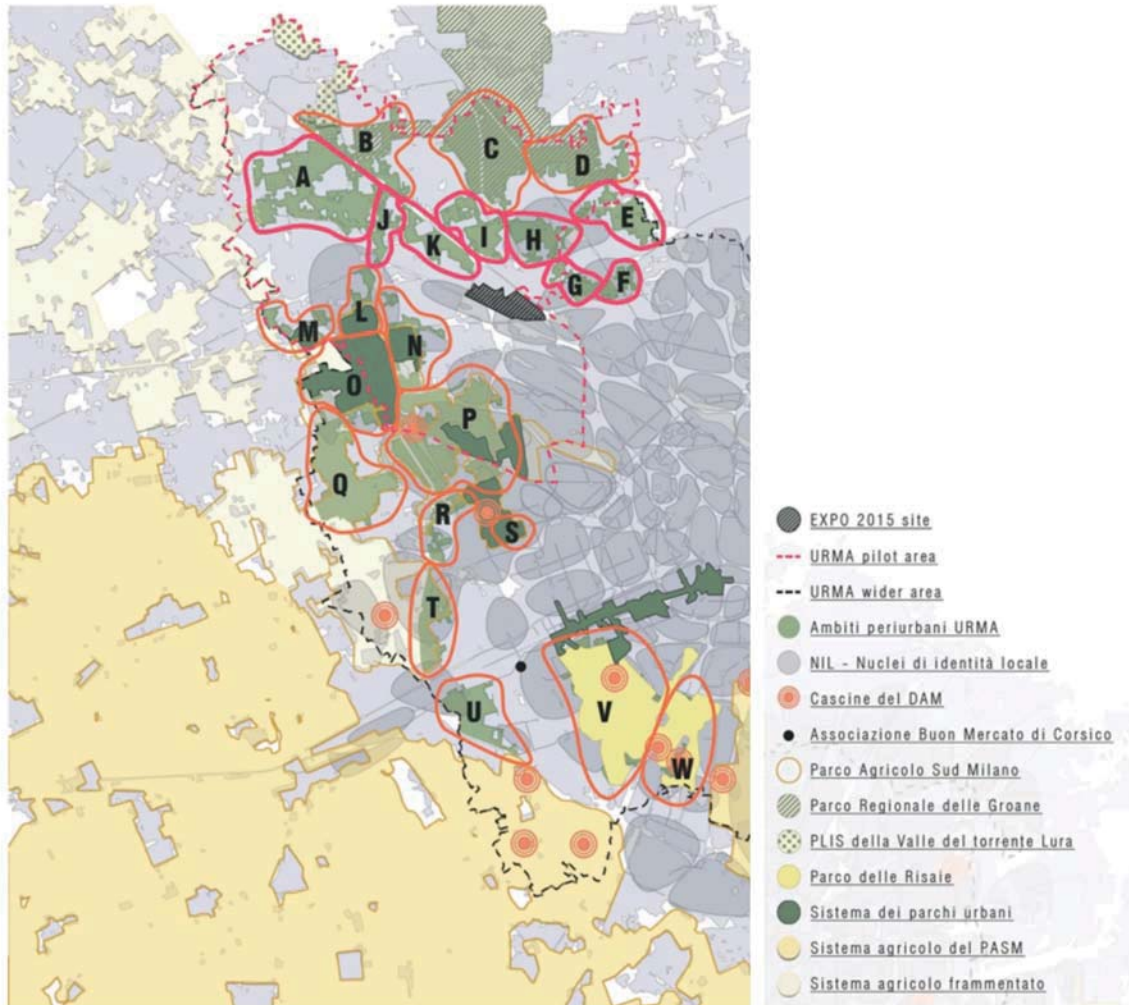 B
C
D
A
E
J
K
I
H
G
F
L
M
N
O
P
Q
R
S
T
U
V
W
EXPO 2015 site
URMA pilot area
URMA wider area
Ambiti periurbani URMA
NIL - Nuclei di identità locale
Cascine del DAM
Associazione Buon Mercato di Corsico
Parco Agricolo Sud Milano
Parco Regionale delle Groane
PLIS della Valle del torrente Lura
Parco delle Risaie
Sistema dei parchi urbani
Sistema agricolo del PASM
Sistema agricolo frammentato